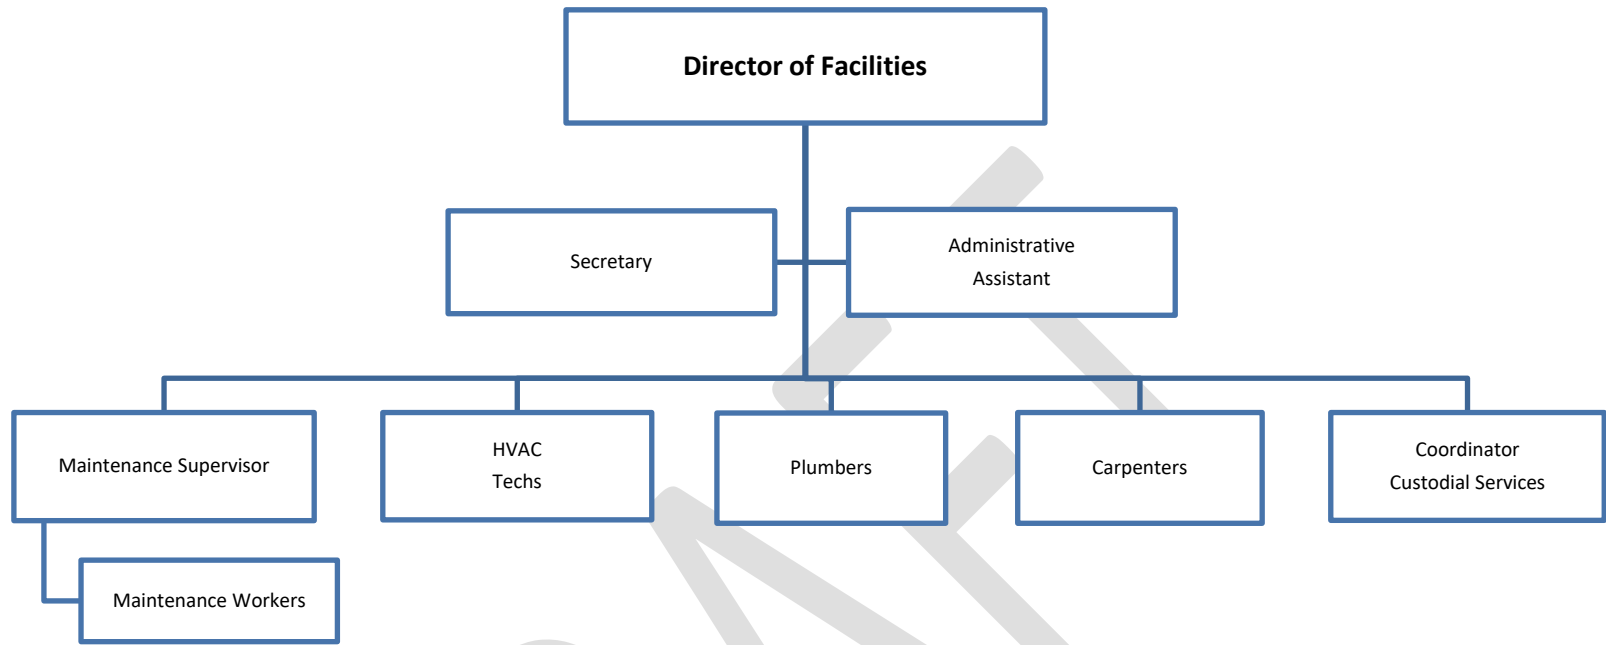 Director of Facilities
Secretary
Administrative
Assistant
Maintenance Supervisor
HVAC
Techs
Plumbers
Carpenters
Coordinator
Custodial Services
Maintenance Workers